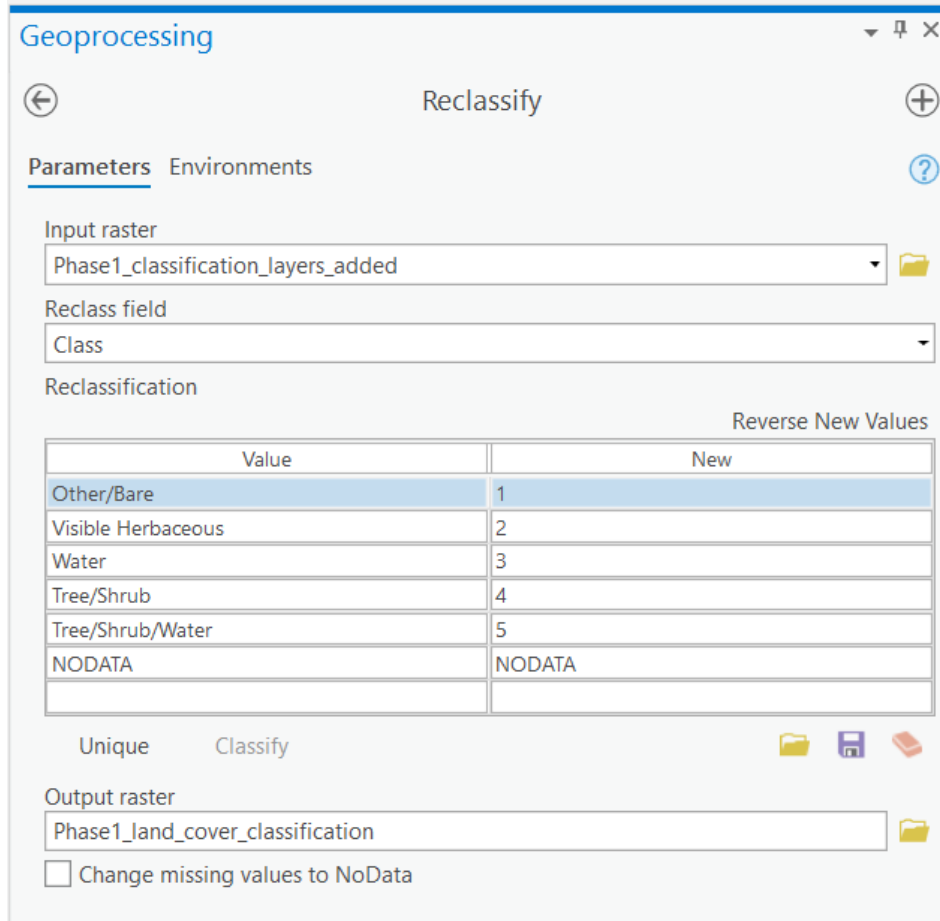 Geoprocessing
Reclassify
Parameters Environments
?
Input raster
Phase1_classification_layers_added
Reclass field
Class
Reclassification
Reverse New Values
Value New
Other/Bare 1
Visible Herbaceous 2
Water 3
Tree/Shrub 4
Tree/Shrub/Water 5
NODATA NODATA
Unique Classify
Output raster
Phase1_land_cover_classification
Change missing values to NoData